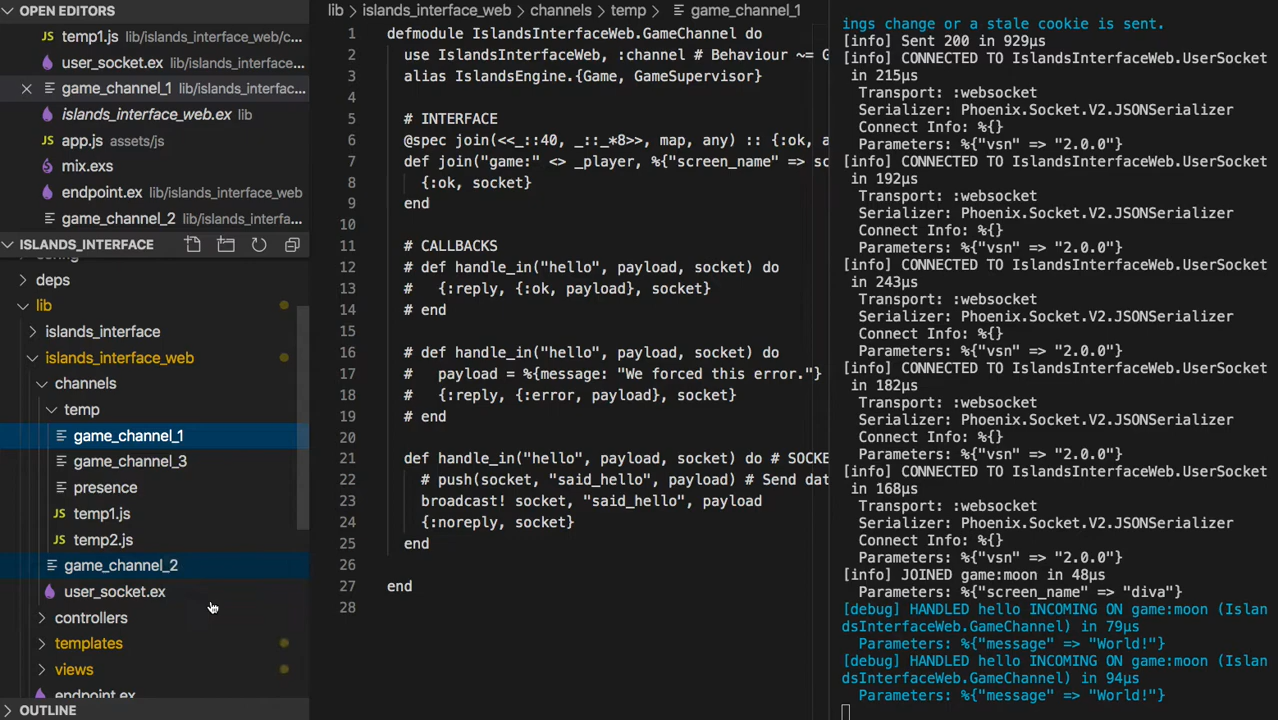 OPEN EDITORS
temp1.js lib/islands_interface_web/c...
user_socket.ex lib/islands_interface...
game_channel_1 lib/islands_interfac...
islands_interface_web.ex lib
app.js assets/js
mix.exs
endpoint.ex lib/islands_interface_web
game_channel_2 lib/islands_interfa...
ISLANDS_INTERFACE
config
deps
lib
islands_interface
islands_interface_web
channels
temp
game_channel_1
game_channel_3
presence
JS temp1.js
JS temp2.js
game_channel_2
user_socket.ex
controllers
templates
views
endpoint.ex
OUTLINE
lib > islands_interface_web > channels > temp > game_channel_1
1 defmodule IslandsInterfaceWeb.GameChannel do
2 use IslandsInterfaceWeb, :channel # Behaviour ~= G
3 alias IslandsEngine.{Game, GameSupervisor}
4
5 # INTERFACE
6 @spec join(<<_::40, _::_*8>>, map, any) :: {:ok, a
7 def join("game:" <> _player, %{"screen_name" => sc
8 {:ok, socket}
9 end
10
11 # CALLBACKS
12 # def handle_in("hello", payload, socket) do
13 #   {:reply, {:ok, payload}, socket}
14 # end
15
16 # def handle_in("hello", payload, socket) do
17 #   payload = %{message: "We forced this error."}
18 #   {:reply, {:error, payload}, socket}
19 # end
20
21 def handle_in("hello", payload, socket) do # SOCKE
22 # push(socket, "said_hello", payload) # Send dat
23 broadcast! socket, "said_hello", payload
24 {:noreply, socket}
25 end
26
27 end
28
ings change or a stale cookie is sent.
[info] Sent 200 in 929µs
[info] CONNECTED TO IslandsInterfaceWeb.UserSocket
in 215µs
Transport: :websocket
Serializer: Phoenix.Socket.V2.JSONSerializer
Connect Info: %{}
Parameters: %{"vsn" => "2.0.0"}
[info] CONNECTED TO IslandsInterfaceWeb.UserSocket
in 192µs
Transport: :websocket
Serializer: Phoenix.Socket.V2.JSONSerializer
Connect Info: %{}
Parameters: %{"vsn" => "2.0.0"}
[info] CONNECTED TO IslandsInterfaceWeb.UserSocket
in 243µs
Transport: :websocket
Serializer: Phoenix.Socket.V2.JSONSerializer
Connect Info: %{}
Parameters: %{"vsn" => "2.0.0"}
[info] CONNECTED TO IslandsInterfaceWeb.UserSocket
in 182µs
Transport: :websocket
Serializer: Phoenix.Socket.V2.JSONSerializer
Connect Info: %{}
Parameters: %{"vsn" => "2.0.0"}
[info] CONNECTED TO IslandsInterfaceWeb.UserSocket
in 168µs
Transport: :websocket
Serializer: Phoenix.Socket.V2.JSONSerializer
Connect Info: %{}
Parameters: %{"vsn" => "2.0.0"}
[info] JOINED game:moon in 48µs
Parameters: %{"screen_name" => "diva"}
[debug] HANDLED hello INCOMING ON game:moon (Islan
dsInterfaceWeb.GameChannel) in 79µs
Parameters: %{"message" => "World!"}
[debug] HANDLED hello INCOMING ON game:moon (Islan
dsInterfaceWeb.GameChannel) in 94µs
Parameters: %{"message" => "World!"}